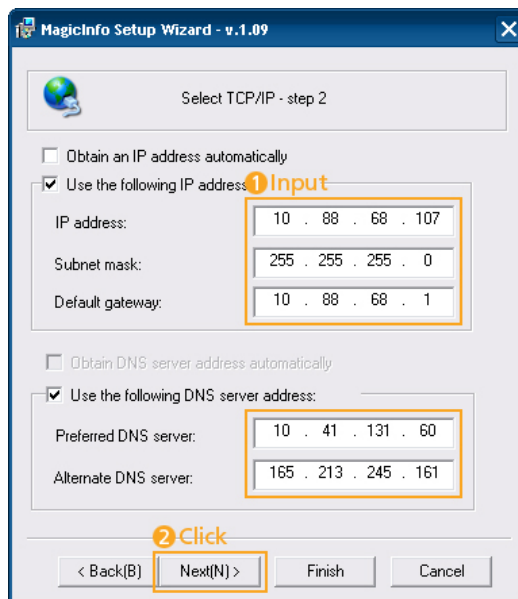 MagicInfo Setup Wizard - v.1.09
Select TCP/IP - step 2
Obtain an IP address automatically
Use the following IP address
1 Input
IP address: 10 . 88 . 68 . 107
Subnet mask: 255 . 255 . 255 . 0
Default gateway: 10 . 88 . 68 . 1
Obtain DNS server address automatically
Use the following DNS server address:
Preferred DNS server: 10 . 41 . 131 . 60
Alternate DNS server: 165 . 213 . 245 . 161
2 Click
< Back(B) Next(N) > Finish Cancel